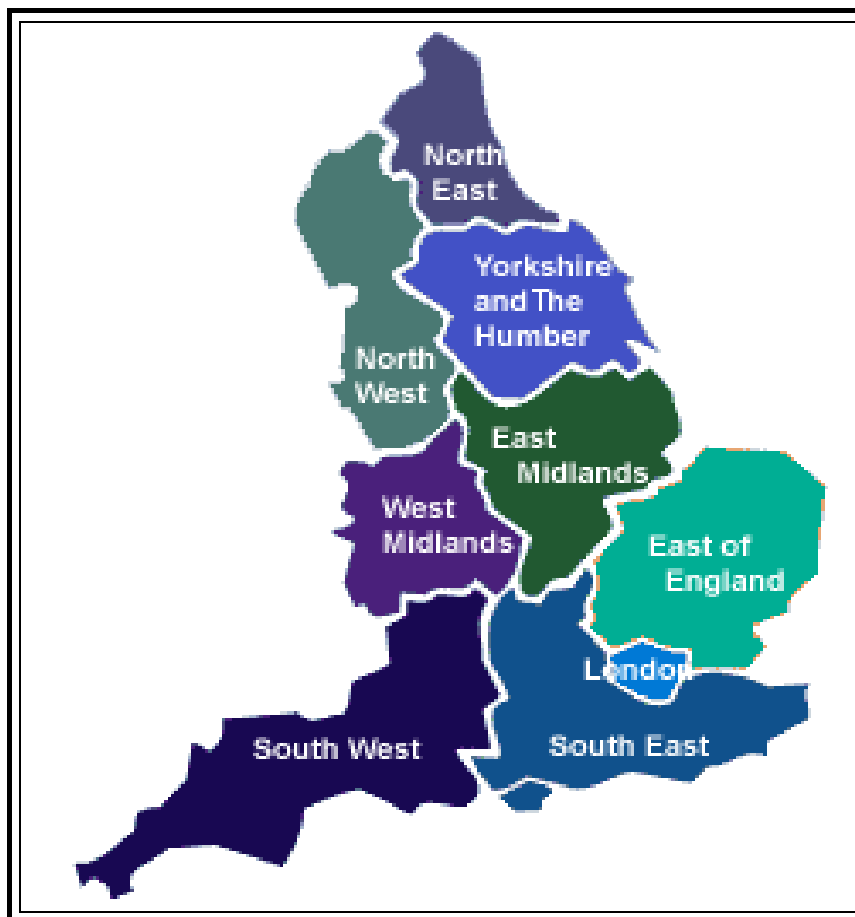 North
East
Yorkshire
and The
Humber
North
West
East
Midlands
West
Midlands
East of
England
London
South West
South East